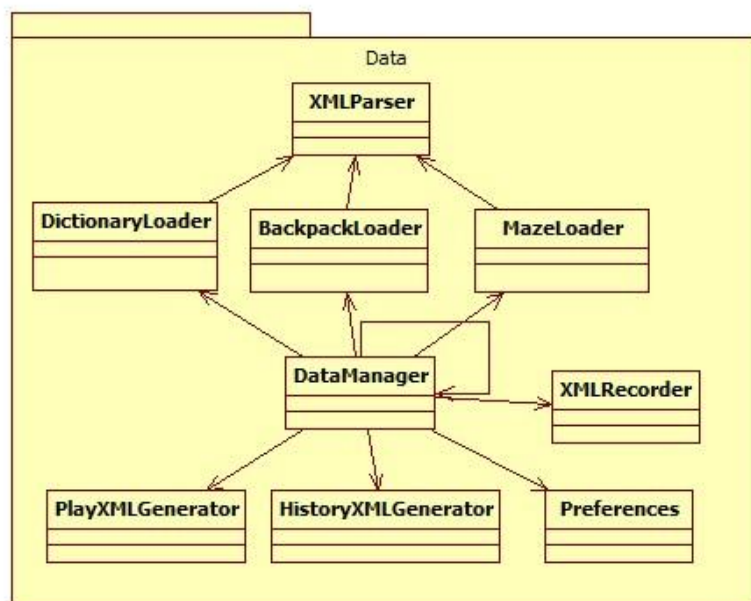 Data
XMLParser
DictionaryLoader
BackpackLoader
MazeLoader
DataManager
XMLRecorder
PlayXMLGenerator
HistoryXMLGenerator
Preferences